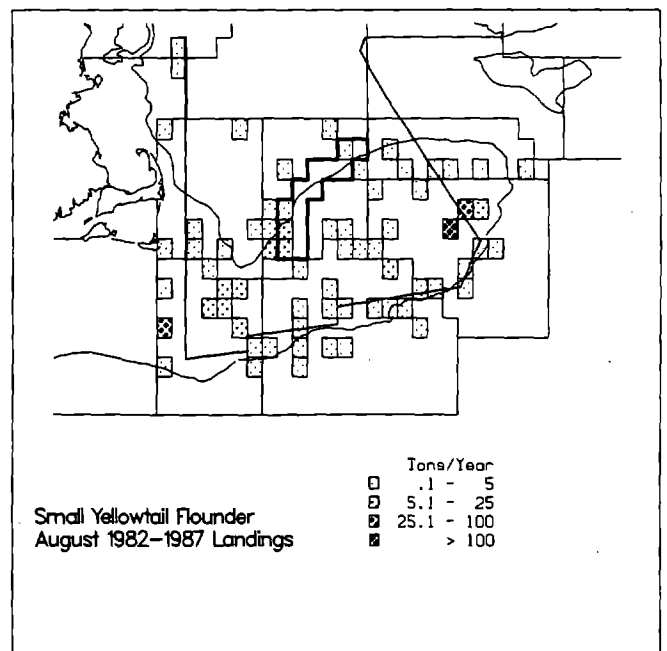 Tons/Year
.1 - 5
5.1 - 25
25.1 - 100
> 100
Small Yellowtail Flounder
August 1982-1987 Landings